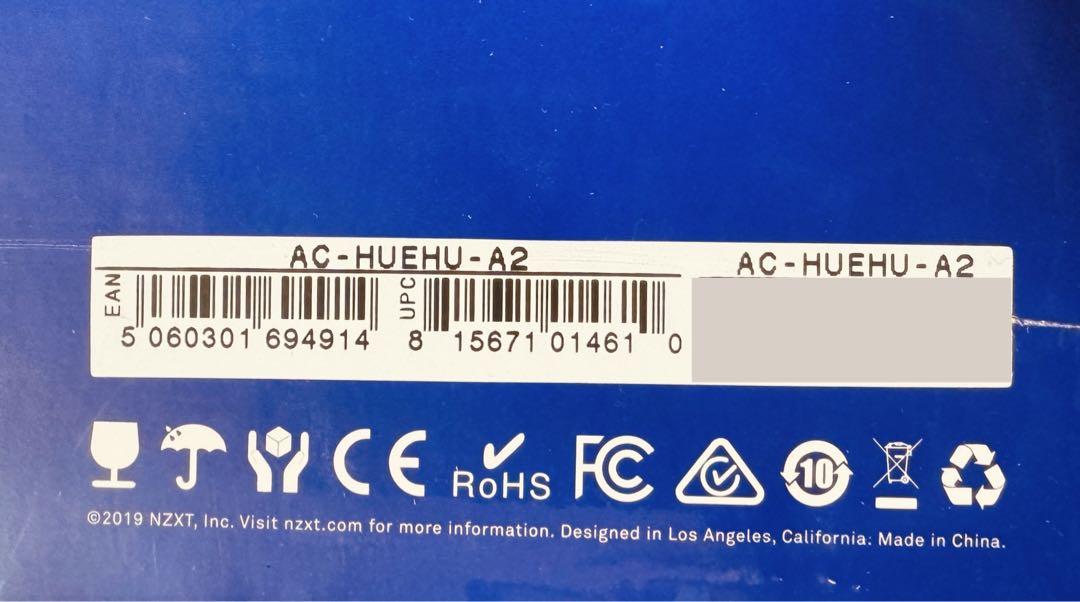 AC-HUEHU-A2
AC-HUEHU-A2
EAN
5 060301 694914
UPC
8 15671 01461 0
CE
RoHS
FC
10
©2019 NZXT, Inc. Visit nzxt.com for more information. Designed in Los Angeles, California. Made in China.